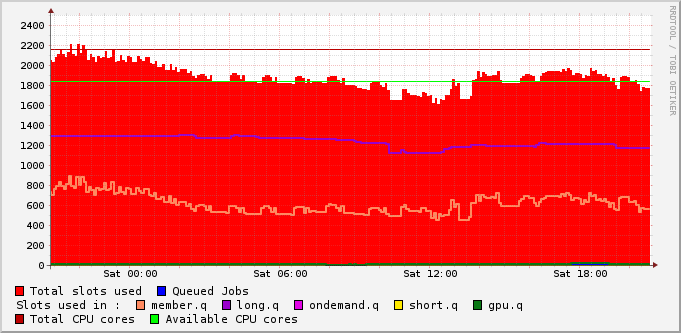 RRDTOOL / TOBI OETIKER
2400
2200
2000
1800
1600
1400
1200
1000
800
600
400
200
0
Sat 00:00 Sat 06:00 Sat 12:00 Sat 18:00
Total slots used Queued Jobs
Slots used in : member.q long.q ondemand.q short.q gpu.q
Total CPU cores Available CPU cores